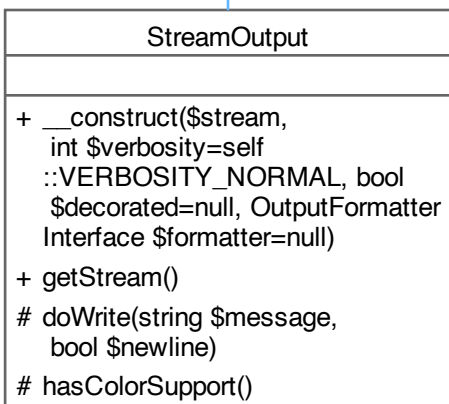 StreamOutput
+ __construct($stream,
int $verbosity=self
::VERBOSITY_NORMAL, bool
$decorated=null, OutputFormatter
Interface $formatter=null)
+ getStream()
# doWrite(string $message,
bool $newline)
# hasColorSupport()